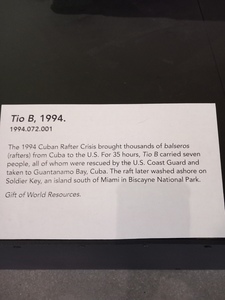 Tio B, 1994.
1994.072.001
The 1994 Cuban Rafter Crisis brought thousands of balseros
(rafters) from Cuba to the U.S. For 35 hours, Tio B carried seven
people, all of whom were rescued by the U.S. Coast Guard and
taken to Guantanamo Bay, Cuba. The raft later washed ashore on
Soldier Key, an island south of Miami in Biscayne National Park.
Gift of World Resources.